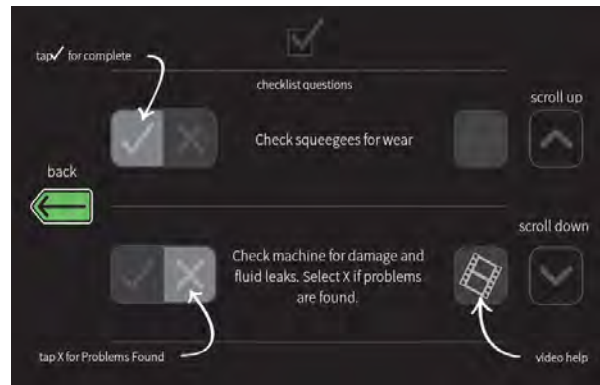 tap✓ for complete
checklist questions
scroll up
Check squeegees for wear
back
scroll down
Check machine for damage and
fluid leaks. Select X if problems
are found.
tap X for Problems Found
video help